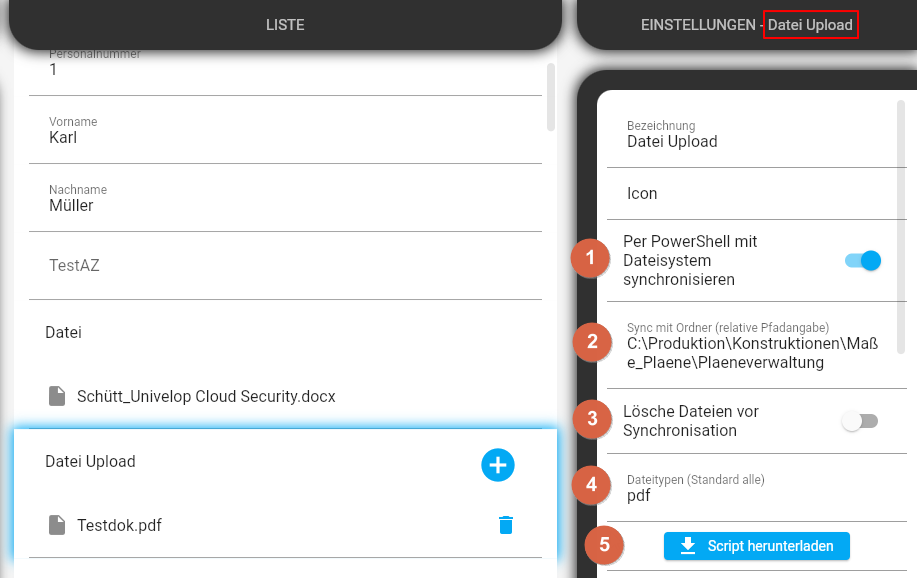 LISTE
Personalnummer
1
Vorname
Karl
Nachname
Müller
TestAZ
Datei
Schütt_Univelop Cloud Security.docx
Datei Upload
Testdok.pdf
EINSTELLUNGEN - Datei Upload
Bezeichnung
Datei Upload
Icon
1
Per PowerShell mit
Dateisystem
synchronisieren
2
Sync mit Ordner (relative Pfadangabe)
C:\Produktion\Konstruktionen\Maß
e_Plaene\Plaeneverwaltung
3
Lösche Dateien vor
Synchronisation
4
Dateitypen (Standard alle)
pdf
5
Script herunterladen